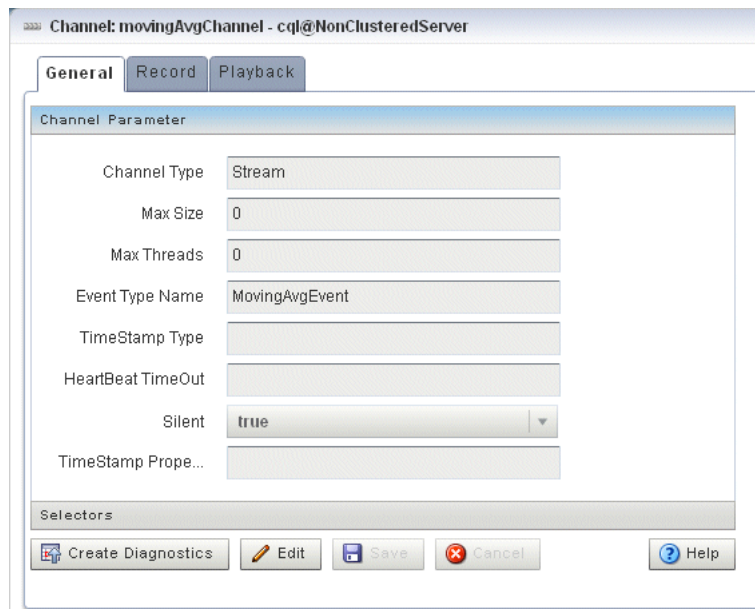 Channel: movingAvgChannel - cql@NonClusteredServer
General Record Playback
Channel Parameter
Channel Type Stream
Max Size 0
Max Threads 0
Event Type Name MovingAvgEvent
TimeStamp Type
HeartBeat TimeOut
Silent true
TimeStamp Prope...
Selectors
Create Diagnostics Edit Save Cancel Help